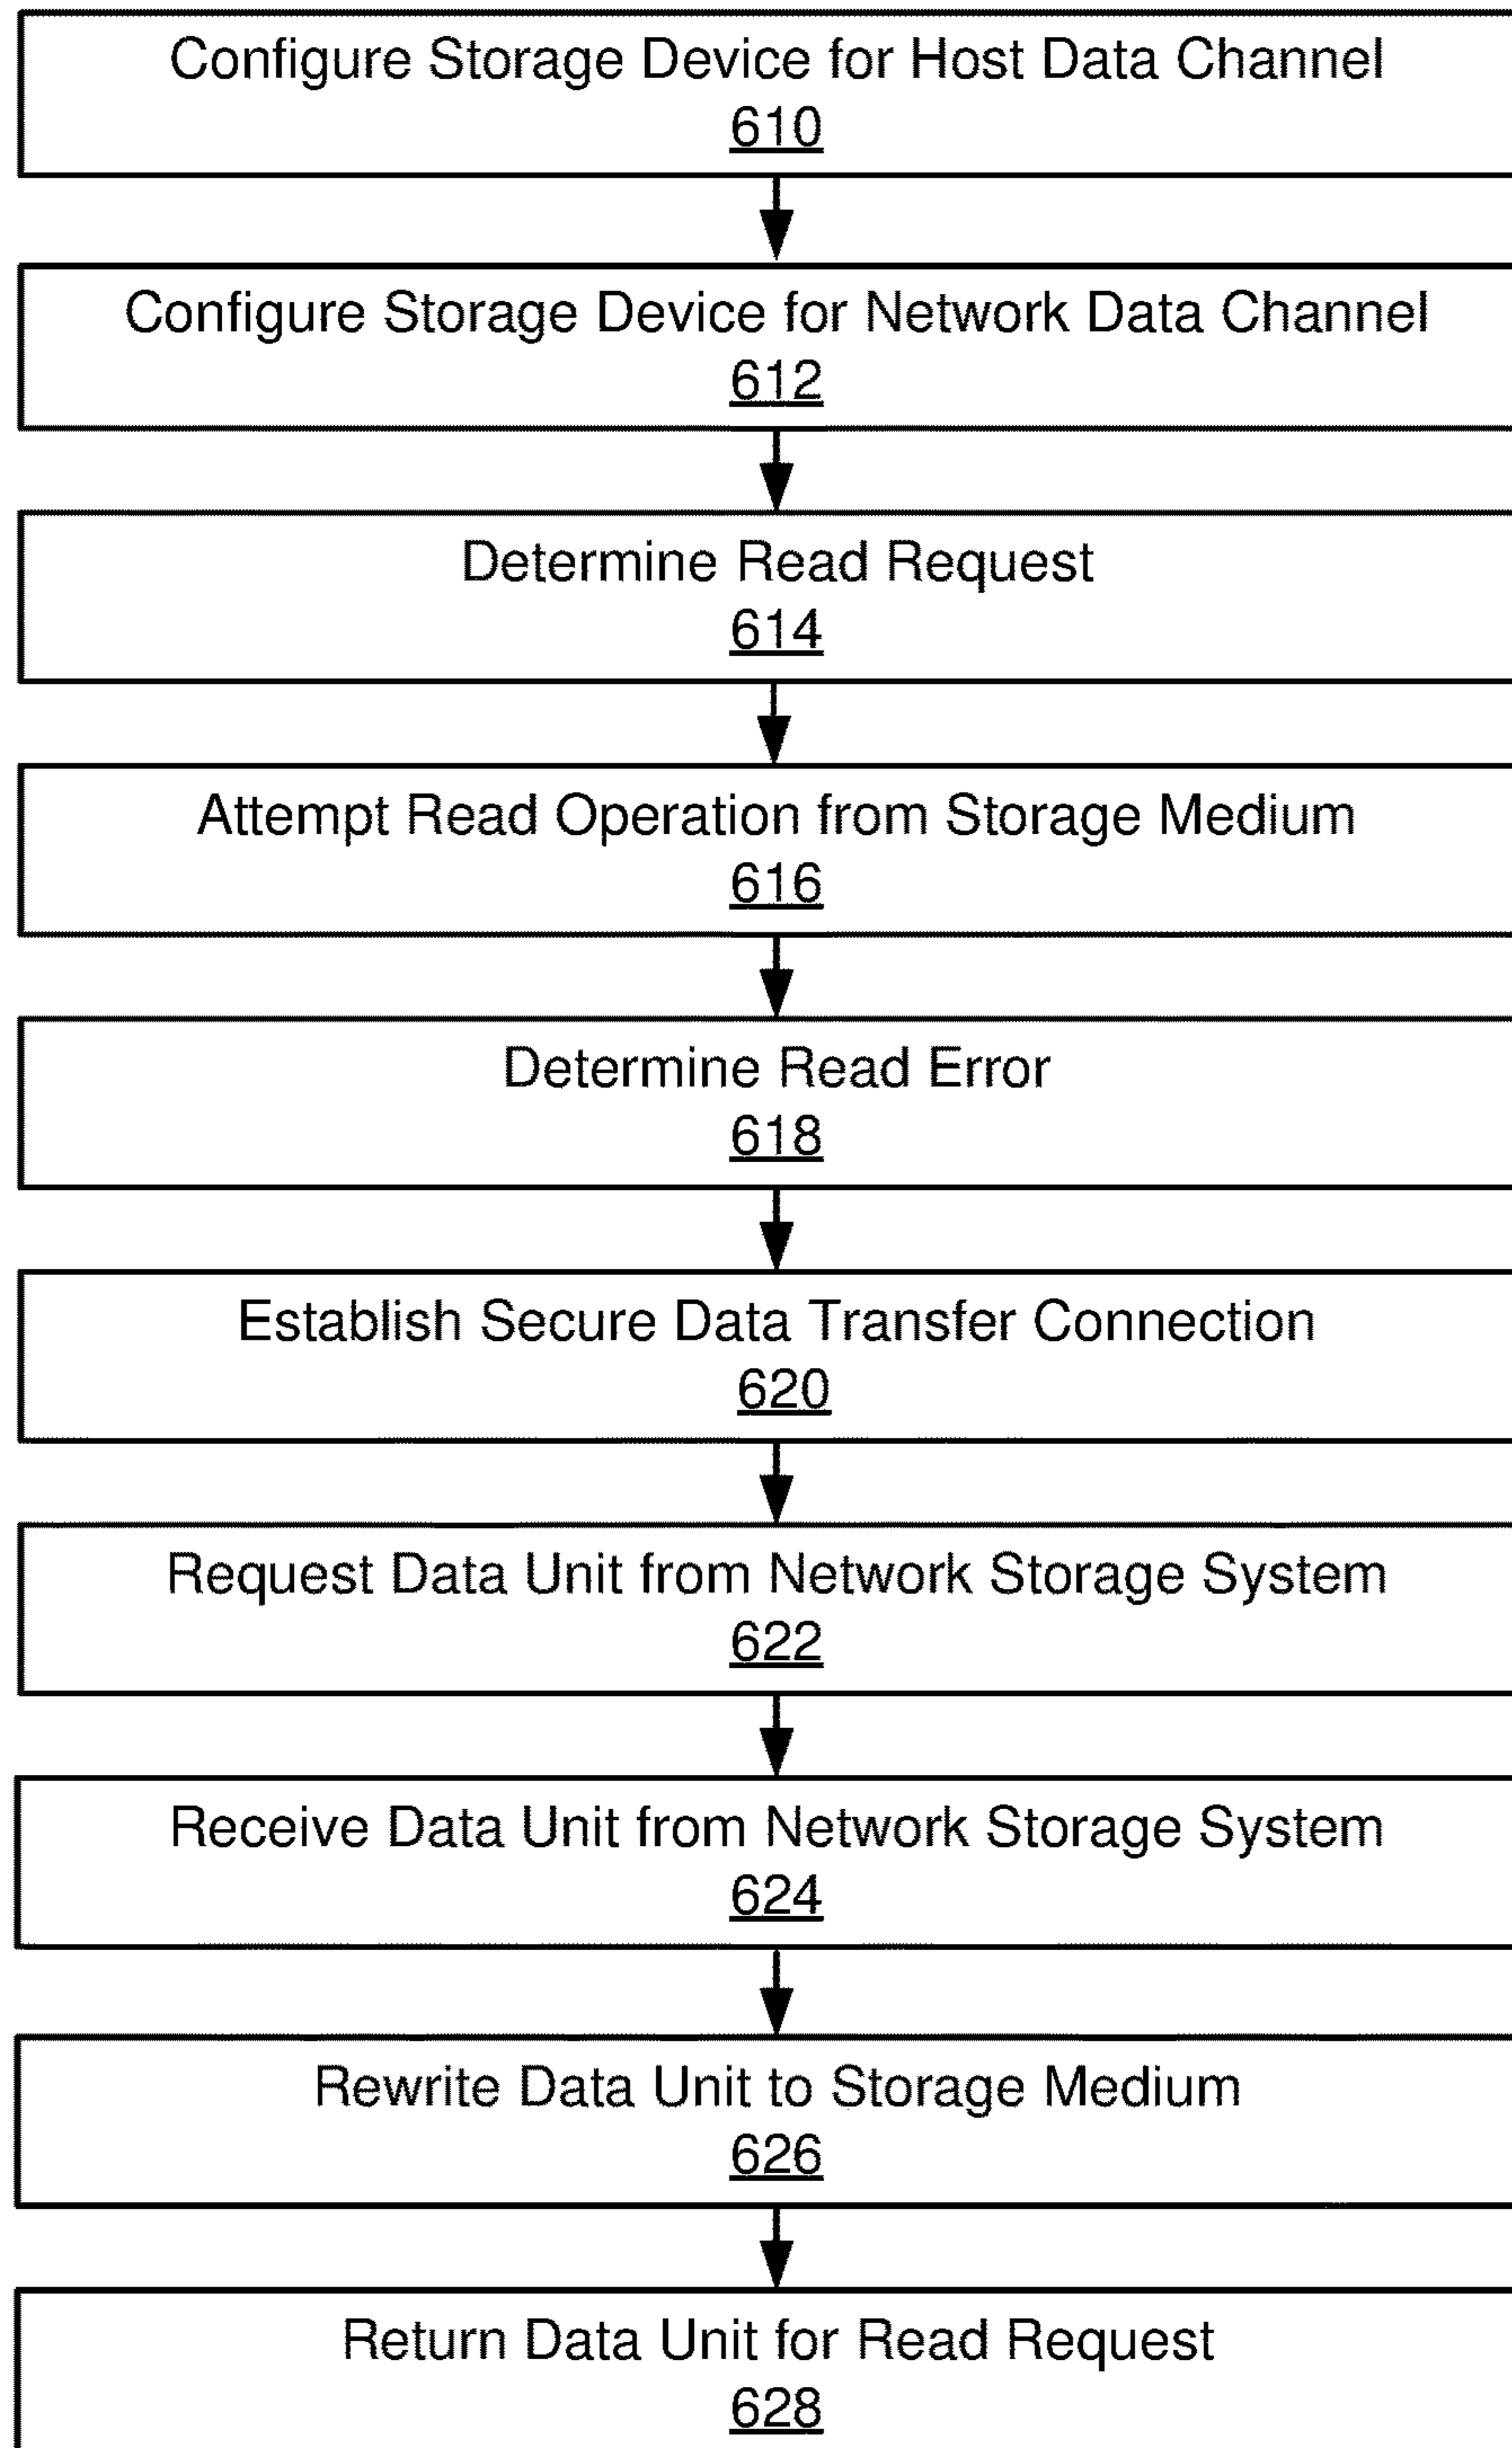 Configure Storage Device for Host Data Channel
610
Configure Storage Device for Network Data Channel
612
Determine Read Request
614
Attempt Read Operation from Storage Medium
616
Determine Read Error
618
Establish Secure Data Transfer Connection
620
Request Data Unit from Network Storage System
622
Receive Data Unit from Network Storage System
624
Rewrite Data Unit to Storage Medium
626
Return Data Unit for Read Request
628